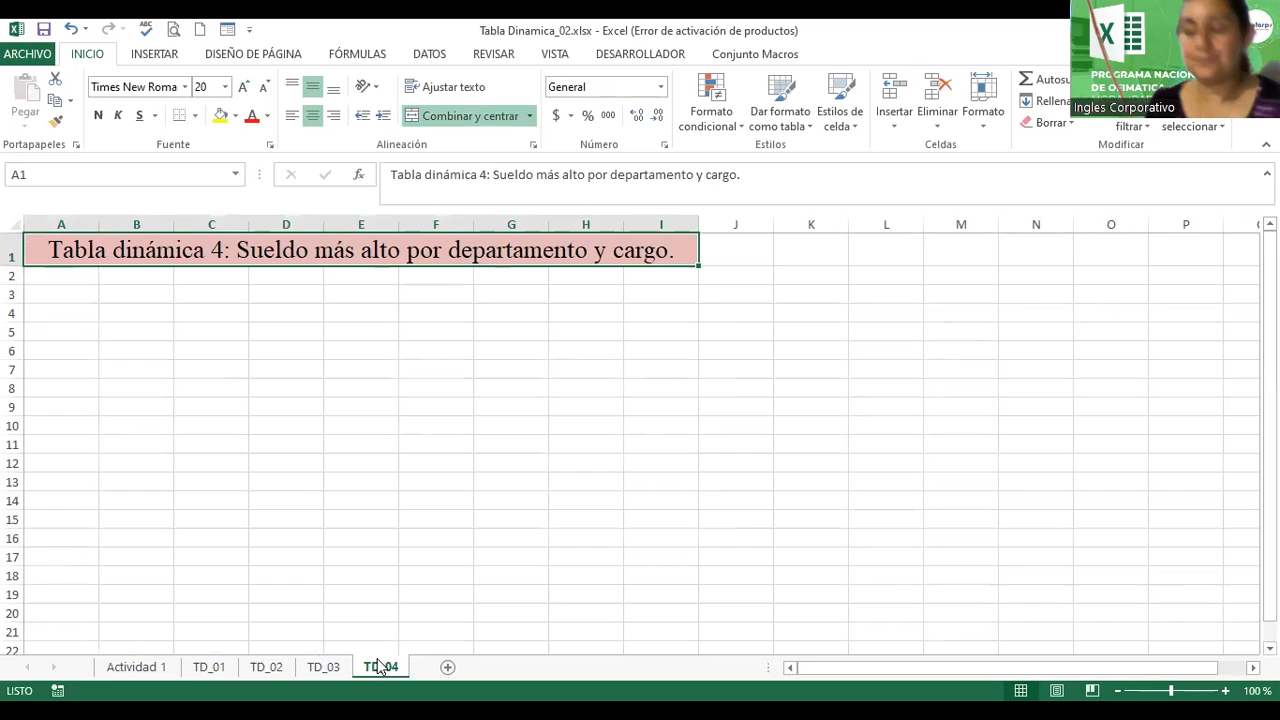 Tabla Dinamica_02.xlsx - Excel (Error de activación de productos)
ARCHIVO INICIO INSERTAR DISEÑO DE PÁGINA FÓRMULAS DATOS REVISAR VISTA DESARROLLADOR Conjunto Macros
PROGRAMA NACION
DE OFIMATICA
Ingles Corporativo
Pegar
Times New Roma 20
N K S
Ajustar texto
Combinar y centrar
General
$ % 000
Formato condicional
Dar formato como tabla
Estilos de celda
Insertar
Eliminar
Formato
Autosu
Rellena
Borrar
filtrar
seleccionar
Portapapeles Fuente Alineación Número Estilos Celdas Modificar
A1 fx Tabla dinámica 4: Sueldo más alto por departamento y cargo.
A B C D E F G H I J K L M N O P
1 Tabla dinámica 4: Sueldo más alto por departamento y cargo.
2
3
4
5
6
7
8
9
10
11
12
13
14
15
16
17
18
19
20
21
22
Actividad 1 TD_01 TD_02 TD_03 TD_04
LISTO 100 %